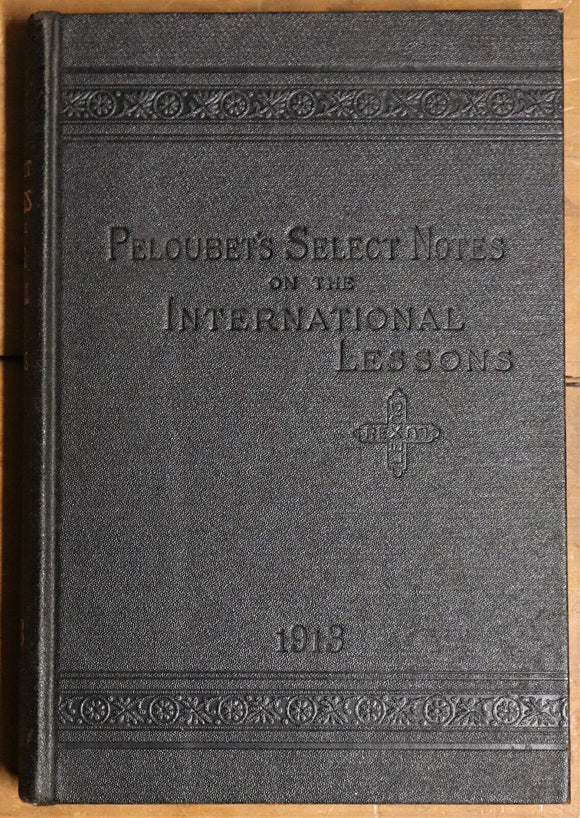 PELOUBET'S SELECT NOTES
ON THE
INTERNATIONAL
LESSONS
1913